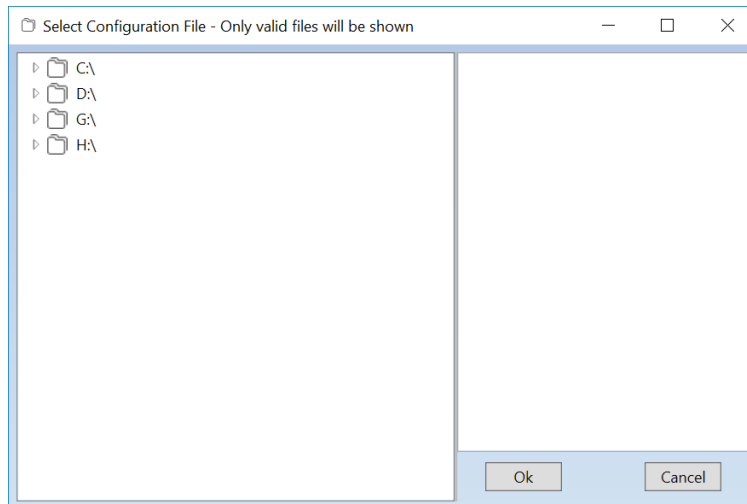 Select Configuration File - Only valid files will be shown
C:\
D:\
G:\
H:\
Ok
Cancel